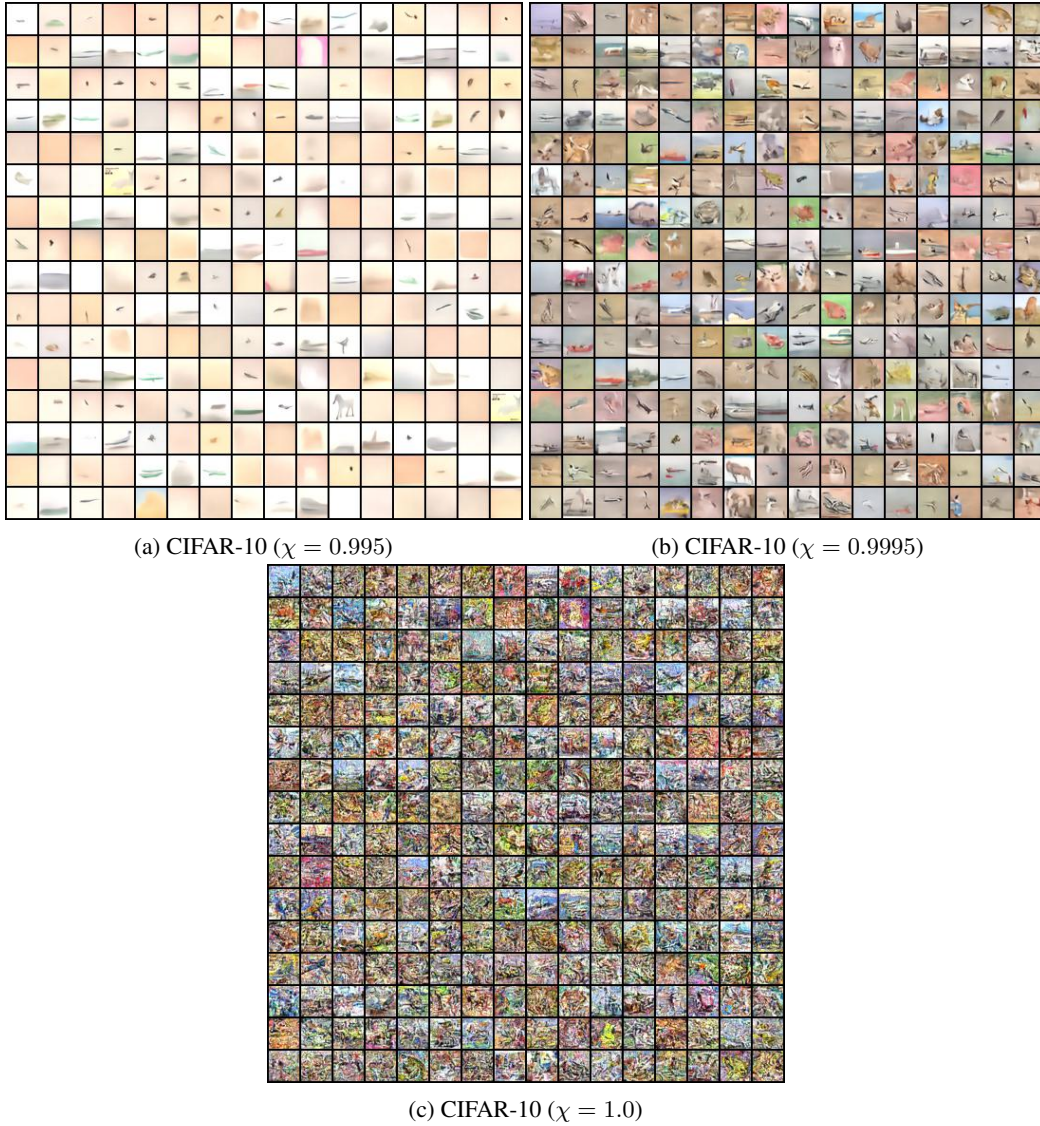 (a) CIFAR-10 (χ = 0.995)
(b) CIFAR-10 (χ = 0.9995)
(c) CIFAR-10 (χ = 1.0)